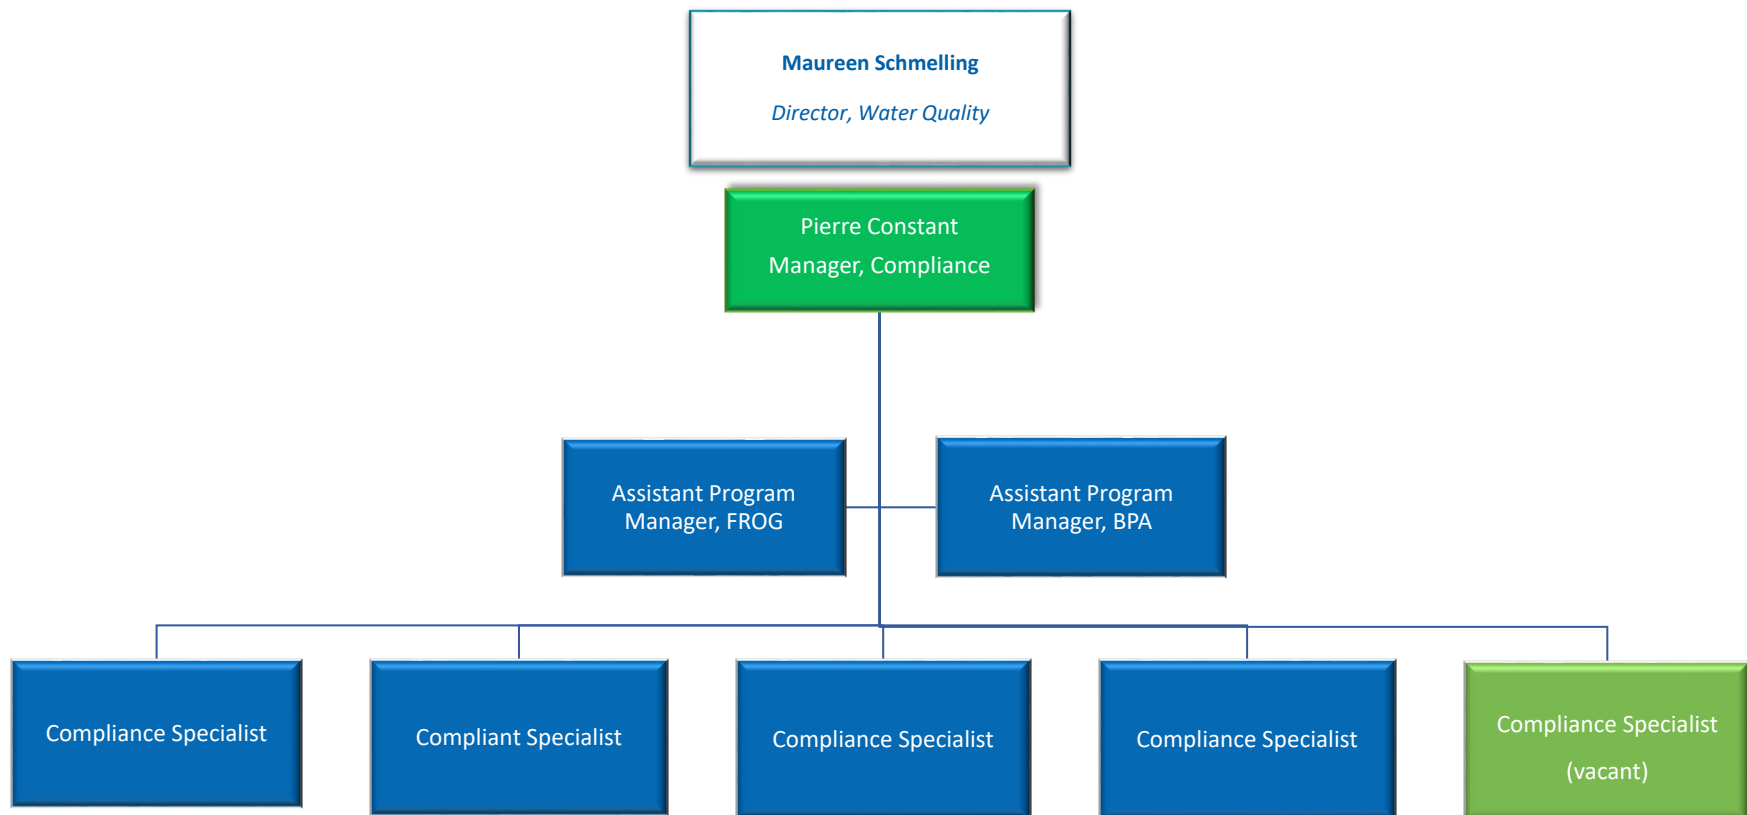 Maureen Schmelling
Director, Water Quality
Pierre Constant
Manager, Compliance
Assistant Program
Manager, FROG
Assistant Program
Manager, BPA
Compliance Specialist
Compliant Specialist
Compliance Specialist
Compliance Specialist
Compliance Specialist
(vacant)